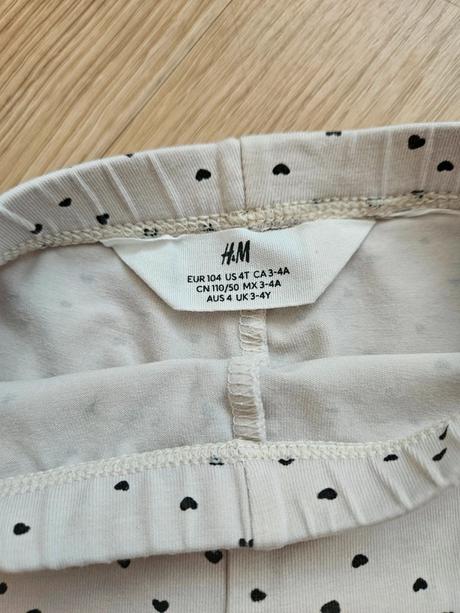 H&M
EUR 104 US 4T CA 3-4A
CN 110/50 MX 3-4A
AUS 4 UK 3-4Y